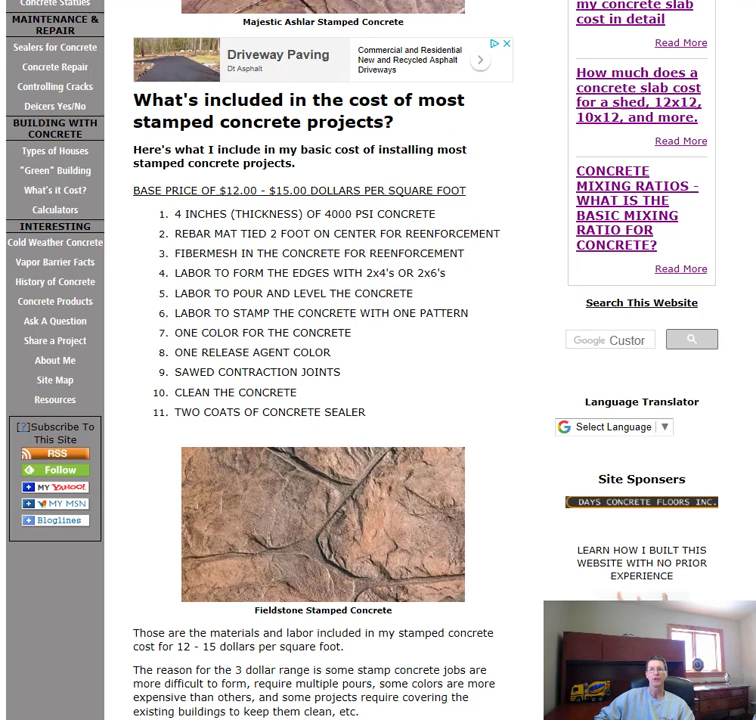 Concrete Statues
MAINTENANCE &
REPAIR
Sealers for Concrete
Concrete Repair
Controlling Cracks
Deicers Yes/No
BUILDING WITH
CONCRETE
Types of Houses
"Green" Building
What's it Cost?
Calculators
INTERESTING
Cold Weather Concrete
Vapor Barrier Facts
History of Concrete
Concrete Products
Ask A Question
Share a Project
About Me
Site Map
Resources
[?]Subscribe To
This Site
RSS
Follow
MY YAHOO!
MY MSN
Bloglines
Majestic Ashlar Stamped Concrete
Driveway Paving
Dt Asphalt
Commercial and Residential
New and Recycled Asphalt
Driveways
What's included in the cost of most
stamped concrete projects?
Here's what I include in my basic cost of installing most
stamped concrete projects.
BASE PRICE OF $12.00 - $15.00 DOLLARS PER SQUARE FOOT
1. 4 INCHES (THICKNESS) OF 4000 PSI CONCRETE
2. REBAR MAT TIED 2 FOOT ON CENTER FOR REENFORCEMENT
3. FIBERMESH IN THE CONCRETE FOR REENFORCEMENT
4. LABOR TO FORM THE EDGES WITH 2x4's OR 2x6's
5. LABOR TO POUR AND LEVEL THE CONCRETE
6. LABOR TO STAMP THE CONCRETE WITH ONE PATTERN
7. ONE COLOR FOR THE CONCRETE
8. ONE RELEASE AGENT COLOR
9. SAWED CONTRACTION JOINTS
10. CLEAN THE CONCRETE
11. TWO COATS OF CONCRETE SEALER
Fieldstone Stamped Concrete
Those are the materials and labor included in my stamped concrete
cost for 12 - 15 dollars per square foot.
The reason for the 3 dollar range is some stamp concrete jobs are
more difficult to form, require multiple pours, some colors are more
expensive than others, and some projects require covering the
existing buildings to keep them clean, etc.
my concrete slab
cost in detail
Read More
How much does a
concrete slab cost
for a shed, 12x12,
10x12, and more.
Read More
CONCRETE
MIXING RATIOS -
WHAT IS THE
BASIC MIXING
RATIO FOR
CONCRETE?
Read More
Search This Website
Google Custor
Language Translator
G Select Language ▼
Site Sponsers
DAYS CONCRETE FLOORS INC.
LEARN HOW I BUILT THIS
WEBSITE WITH NO PRIOR
EXPERIENCE